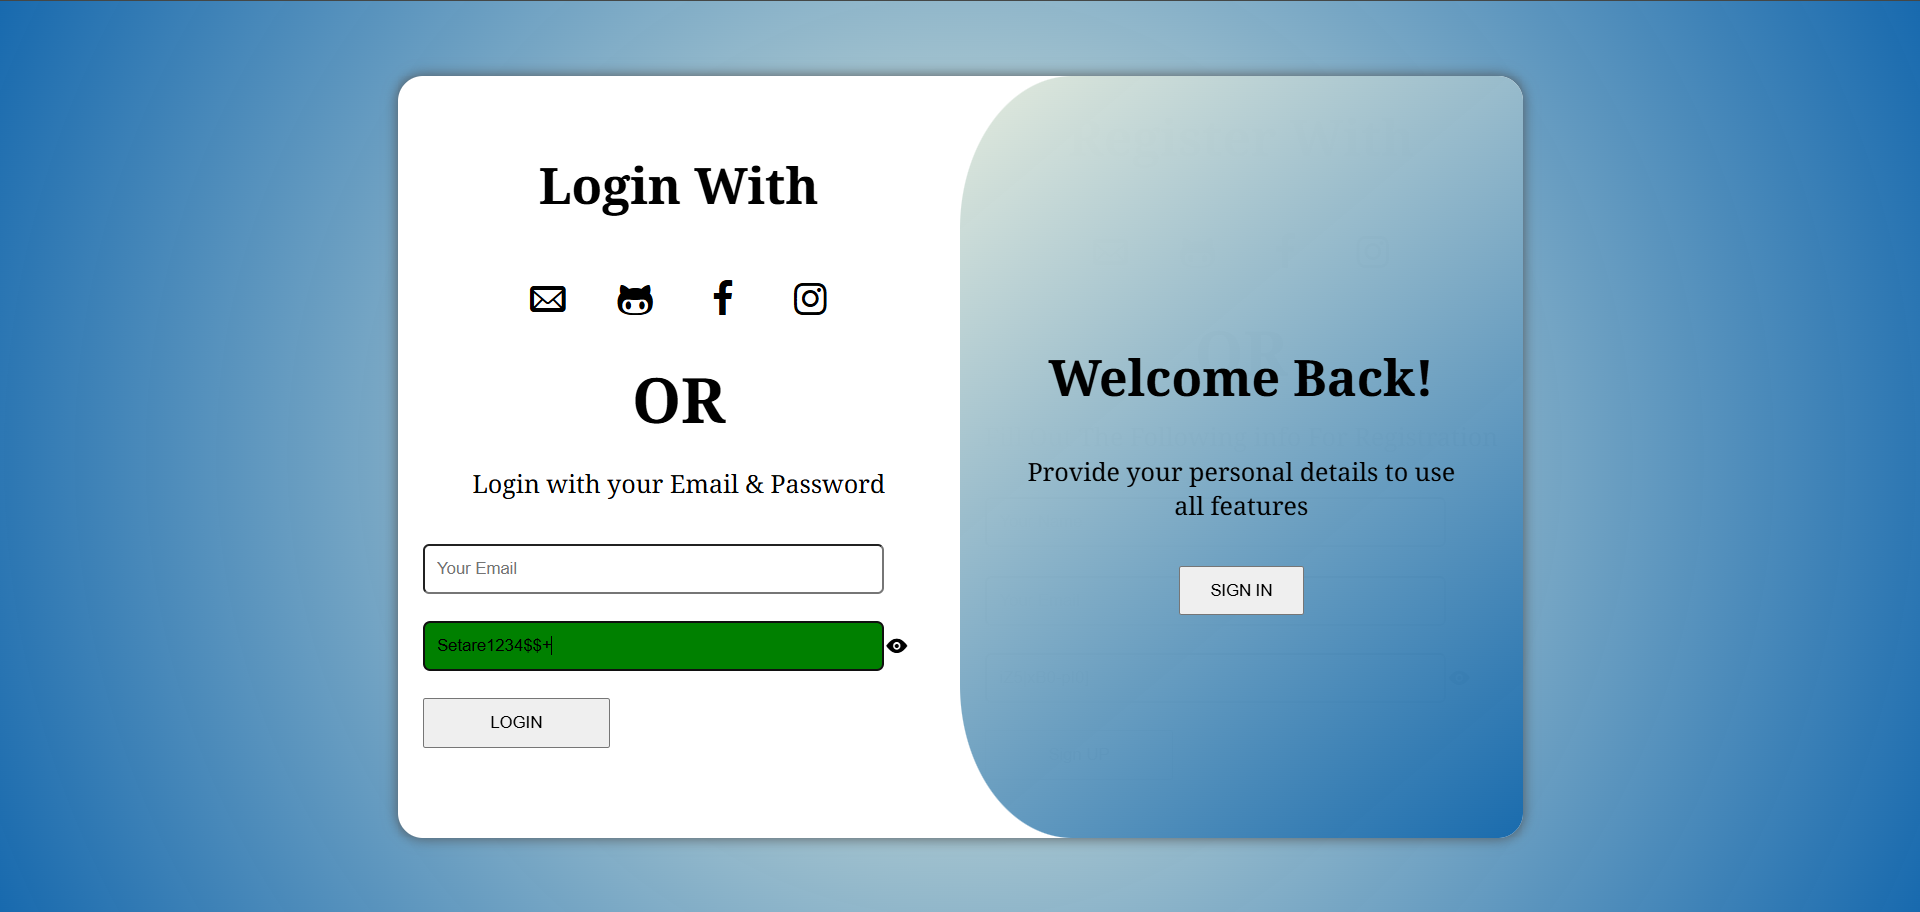 Login With
OR
Login with your Email & Password
Your Email
Setare1234$$+
LOGIN
Welcome Back!
Provide your personal details to use
all features
SIGN IN
OR